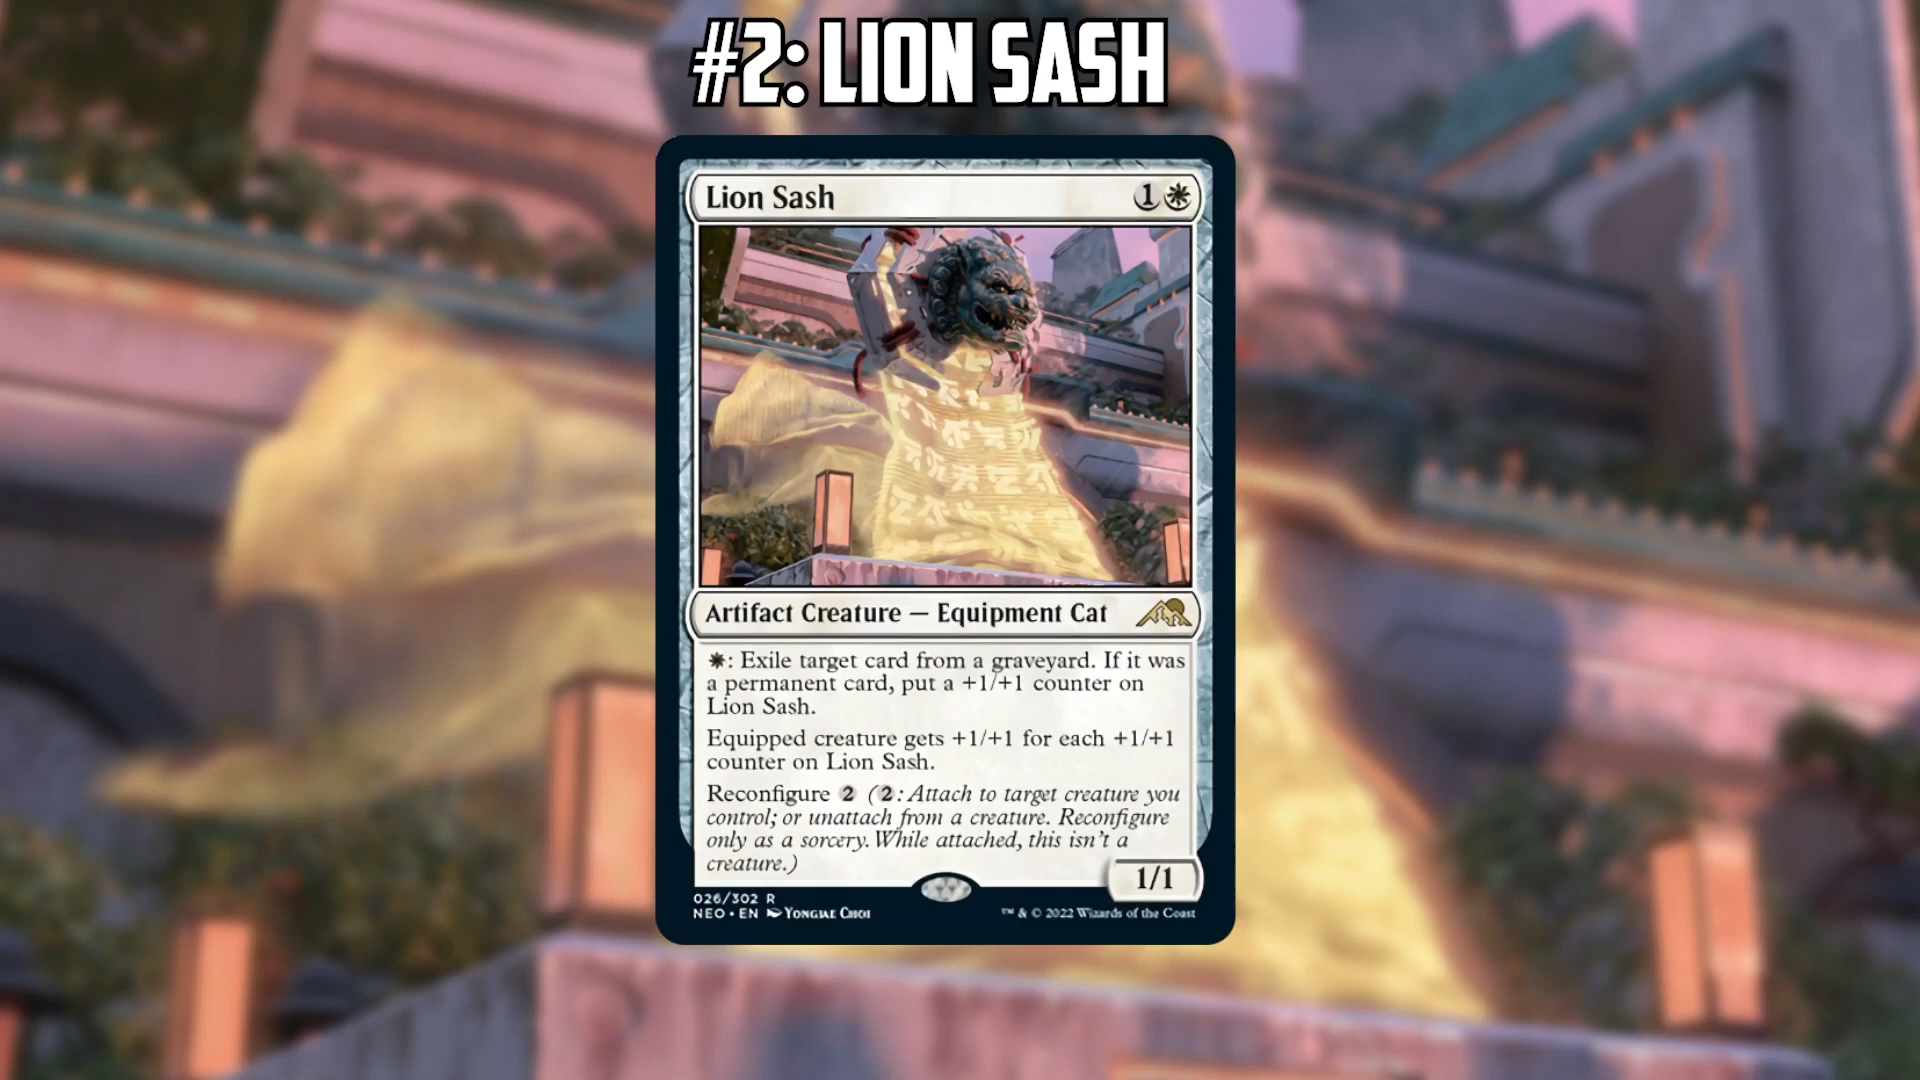 #2: LION SASH
Lion Sash 1
Artifact Creature — Equipment Cat
: Exile target card from a graveyard. If it was
a permanent card, put a +1/+1 counter on
Lion Sash.
Equipped creature gets +1/+1 for each +1/+1
counter on Lion Sash.
Reconfigure 2 (2: Attach to target creature you
control; or unattach from a creature. Reconfigure
only as a sorcery. While attached, this isn't a
creature.)
1/1
026/302 R
NEO • EN Yongjae Choi
™ & © 2022 Wizards of the Coast